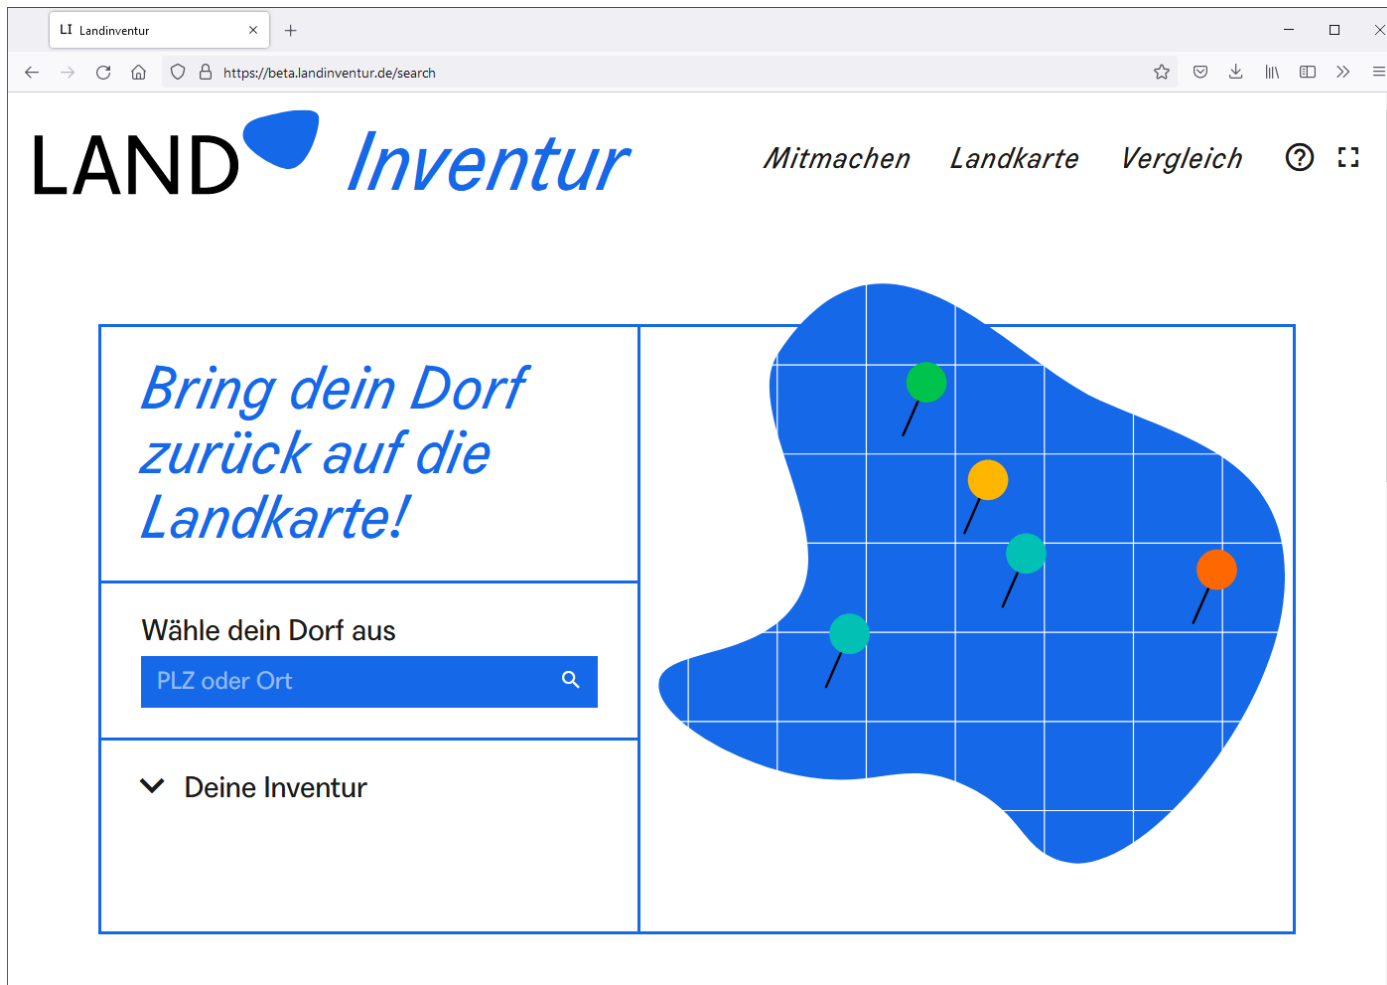 LI Landinventur
https://beta.landinventur.de/search
LAND Inventur
Mitmachen Landkarte Vergleich
Bring dein Dorf
zurück auf die
Landkarte!
Wähle dein Dorf aus
PLZ oder Ort
Deine Inventur